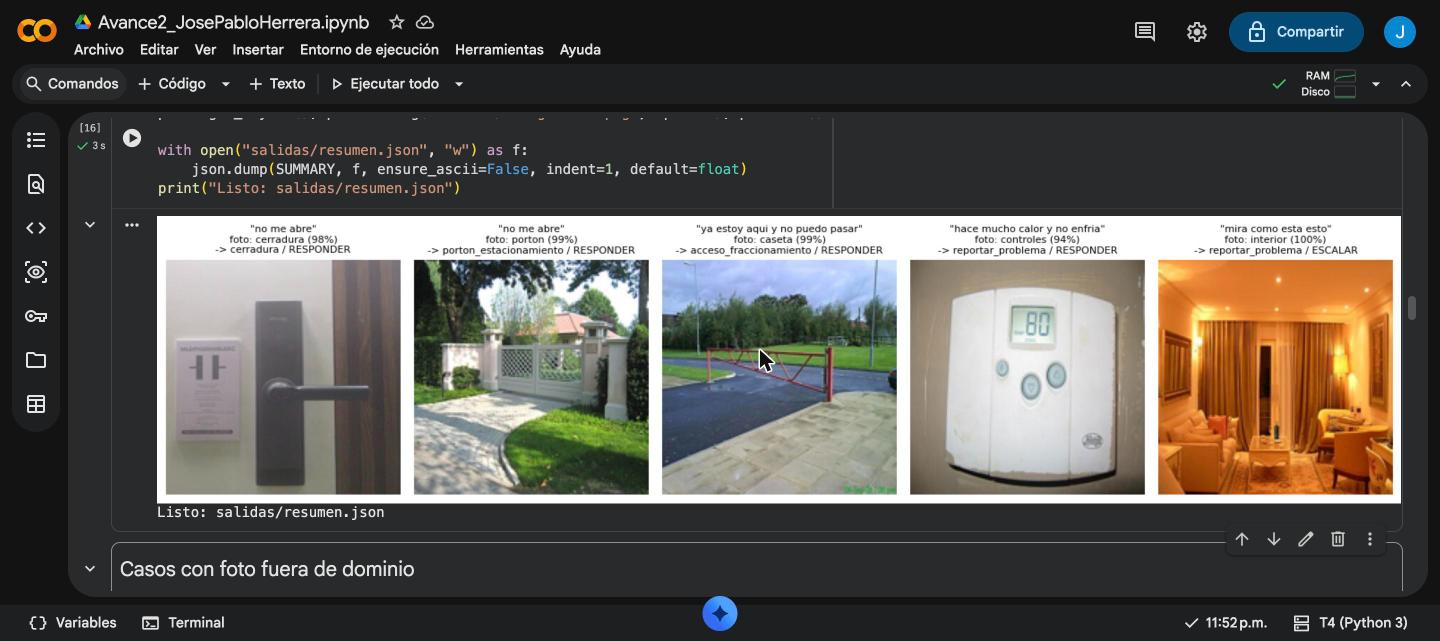 Avance2_JosePabloHerrera.ipynb
Archivo Editar Ver Insertar Entorno de ejecución Herramientas Ayuda
Compartir
J
Comandos + Código + Texto Ejecutar todo
RAM
Disco
[16]
3 s
with open("salidas/resumen.json", "w") as f:
json.dump(SUMMARY, f, ensure_ascii=False, indent=1, default=float)
print("Listo: salidas/resumen.json")
"no me abre"
foto: cerradura (98%)
-> cerradura / RESPONDER
"no me abre"
foto: porton (99%)
-> porton_estacionamiento / RESPONDER
"ya estoy aqui y no puedo pasar"
foto: caseta (99%)
-> acceso_fraccionamiento / RESPONDER
"hace mucho calor y no enfria"
foto: controles (94%)
-> reportar_problema / RESPONDER
"mira como esta esto"
foto: interior (100%)
-> reportar_problema / ESCALAR
80
Listo: salidas/resumen.json
Casos con foto fuera de dominio
Variables Terminal
11:52 p.m. T4 (Python 3)